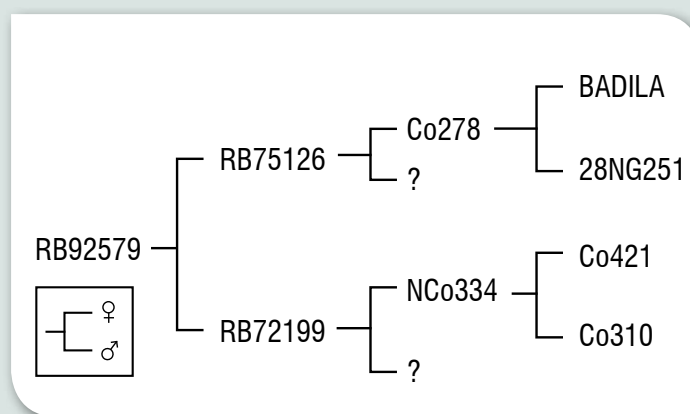 BADILA
Co278
28NG251
RB75126
?
RB92579
Co421
NCo334
♀
♂
RB72199
Co310
?